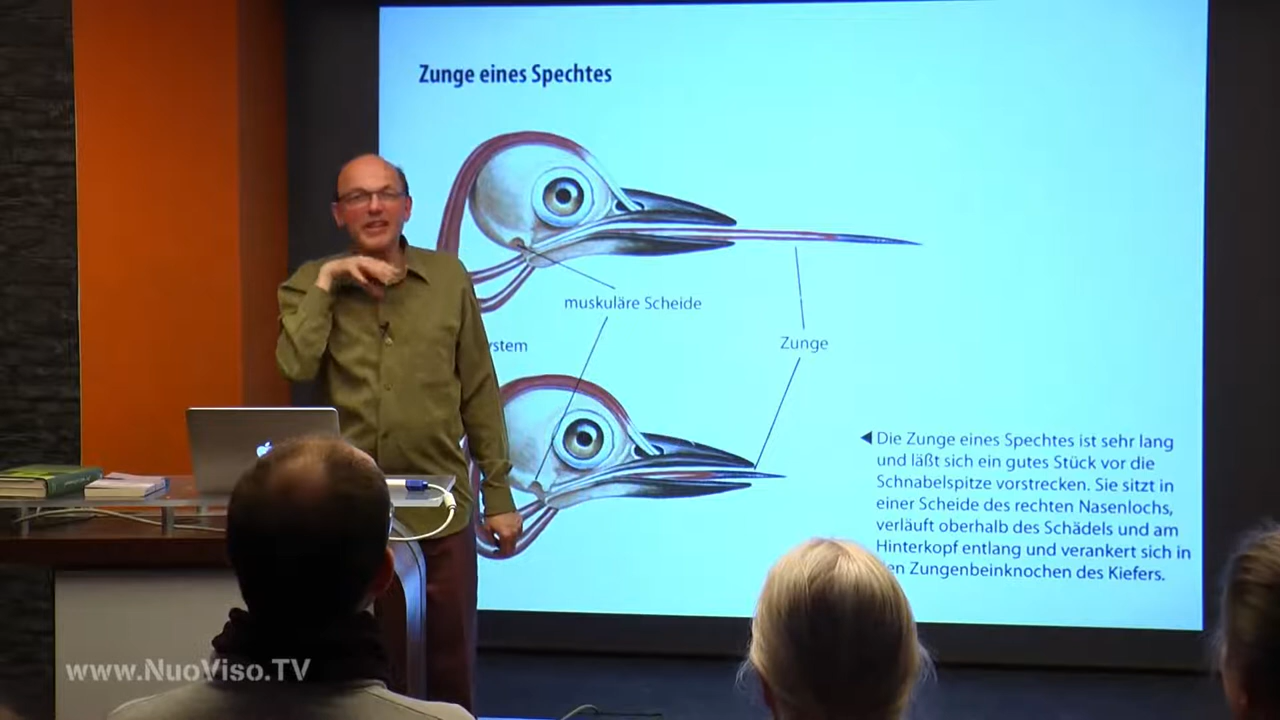 Zunge eines Spechtes
muskuläre Scheide
Zunge
Die Zunge eines Spechtes ist sehr lang
und läßt sich ein gutes Stück vor die
Schnabelspitze vorstrecken. Sie sitzt in
einer Scheide des rechten Nasenlochs,
verläuft oberhalb des Schädels und am
Hinterkopf entlang und verankert sich in
Zungenbeinknochen des Kiefers.
www.NuoViso.TV